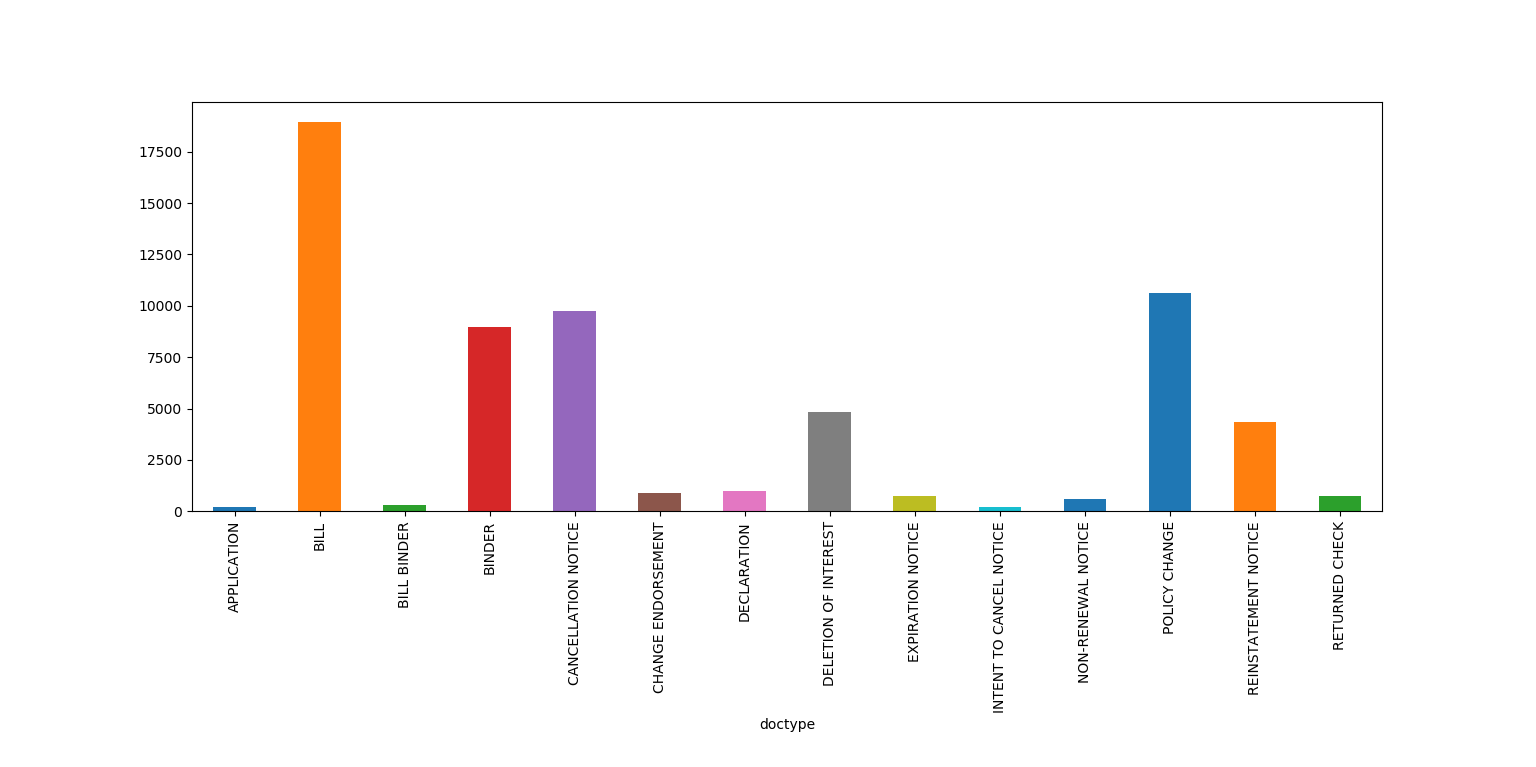 17500
15000
12500
10000
7500
5000
2500
0
APPLICATION
BILL
BILL BINDER
BINDER
CANCELLATION NOTICE
CHANGE ENDORSEMENT
DECLARATION
DELETION OF INTEREST
EXPIRATION NOTICE
INTENT TO CANCEL NOTICE
NON-RENEWAL NOTICE
POLICY CHANGE
REINSTATEMENT NOTICE
RETURNED CHECK
doctype